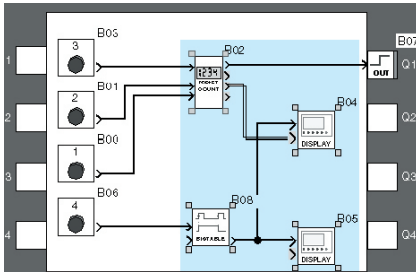 B03
3
B02
B07
1
1234
Q1
PRESET
COUNT
OUT
B01
2
B04
2
Q2
B00
1
DISPLAY
3
Q3
B06
4
B08
B05
4
BISTABLE
Q4
DISPLAY